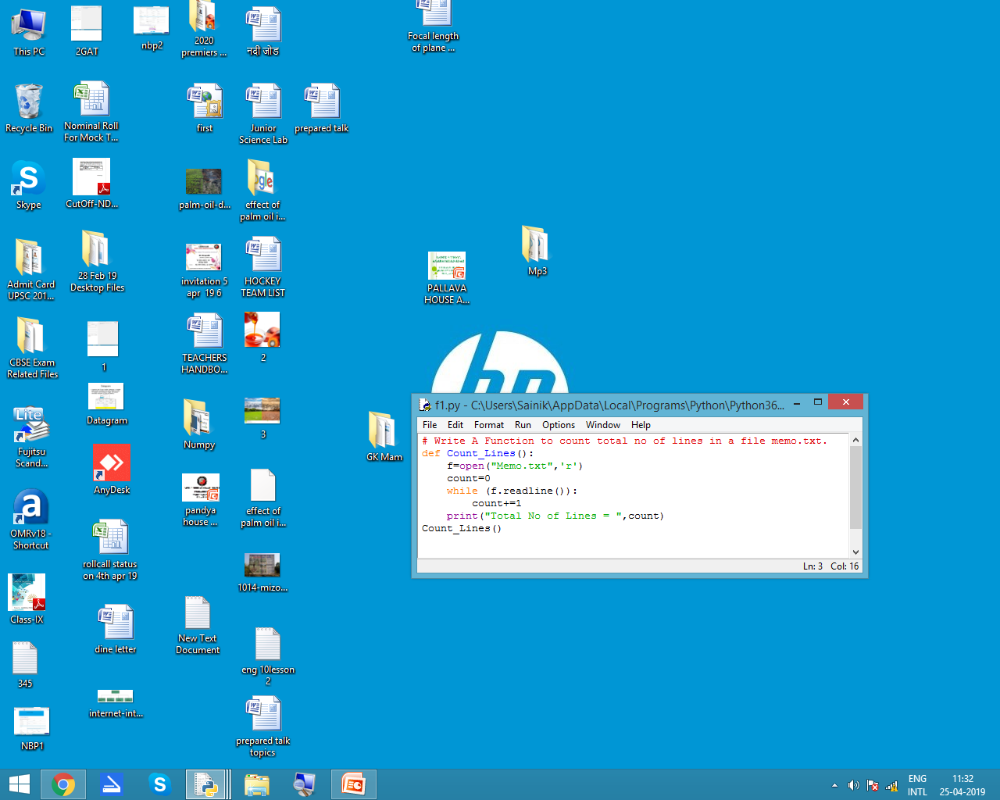 This PC
2GAT
nbp2
2020
premiers ...
नदी जोड
Focal length
of plane ...
Recycle Bin
Nominal Roll
For Mock T...
first
Junior
Science Lab
prepared talk
Skype
CutOff-ND...
palm-oil-d...
effect of
palm oil i...
Admit Card
UPSC 201...
28 Feb 19
Desktop Files
invitation 5
apr 19 6
HOCKEY
TEAM LIST
PALLAVA
HOUSE A...
Mp3
CBSE Exam
Related Files
1
TEACHERS
HANDBO...
2
Lite
Fujitsu
Scand...
Datagram
Numpy
3
GK Mam
AnyDesk
pandya
house ...
effect of
palm oil i...
OMRv18 -
Shortcut
rollcall status
on 4th apr 19
1014-mizo...
Class-IX
dine letter
New Text
Document
eng 10lesson
2
345
internet-int...
NBP1
prepared talk
topics
hp
f1.py - C:\Users\Sainik\AppData\Local\Programs\Python\Python36...
File Edit Format Run Options Window Help
# Write A Function to count total no of lines in a file memo.txt.
def Count_Lines():
    f=open("Memo.txt",'r')
    count=0
    while (f.readline()):
        count+=1
    print("Total No of Lines = ",count)
Count_Lines()
Ln: 3 Col: 16
ENG
INTL
11:32
25-04-2019